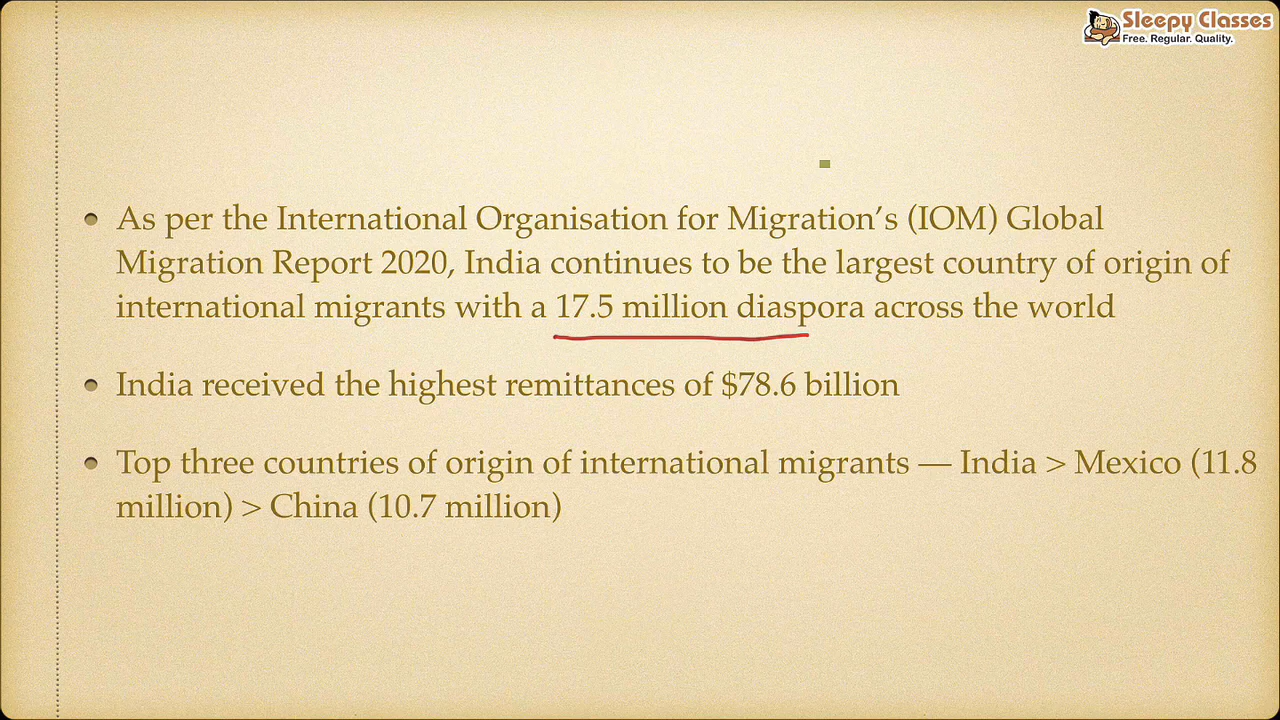 Sleepy Classes
Free. Regular. Quality.
• As per the International Organisation for Migration’s (IOM) Global
Migration Report 2020, India continues to be the largest country of origin of
international migrants with a 17.5 million diaspora across the world
• India received the highest remittances of $78.6 billion
• Top three countries of origin of international migrants — India > Mexico (11.8
million) > China (10.7 million)